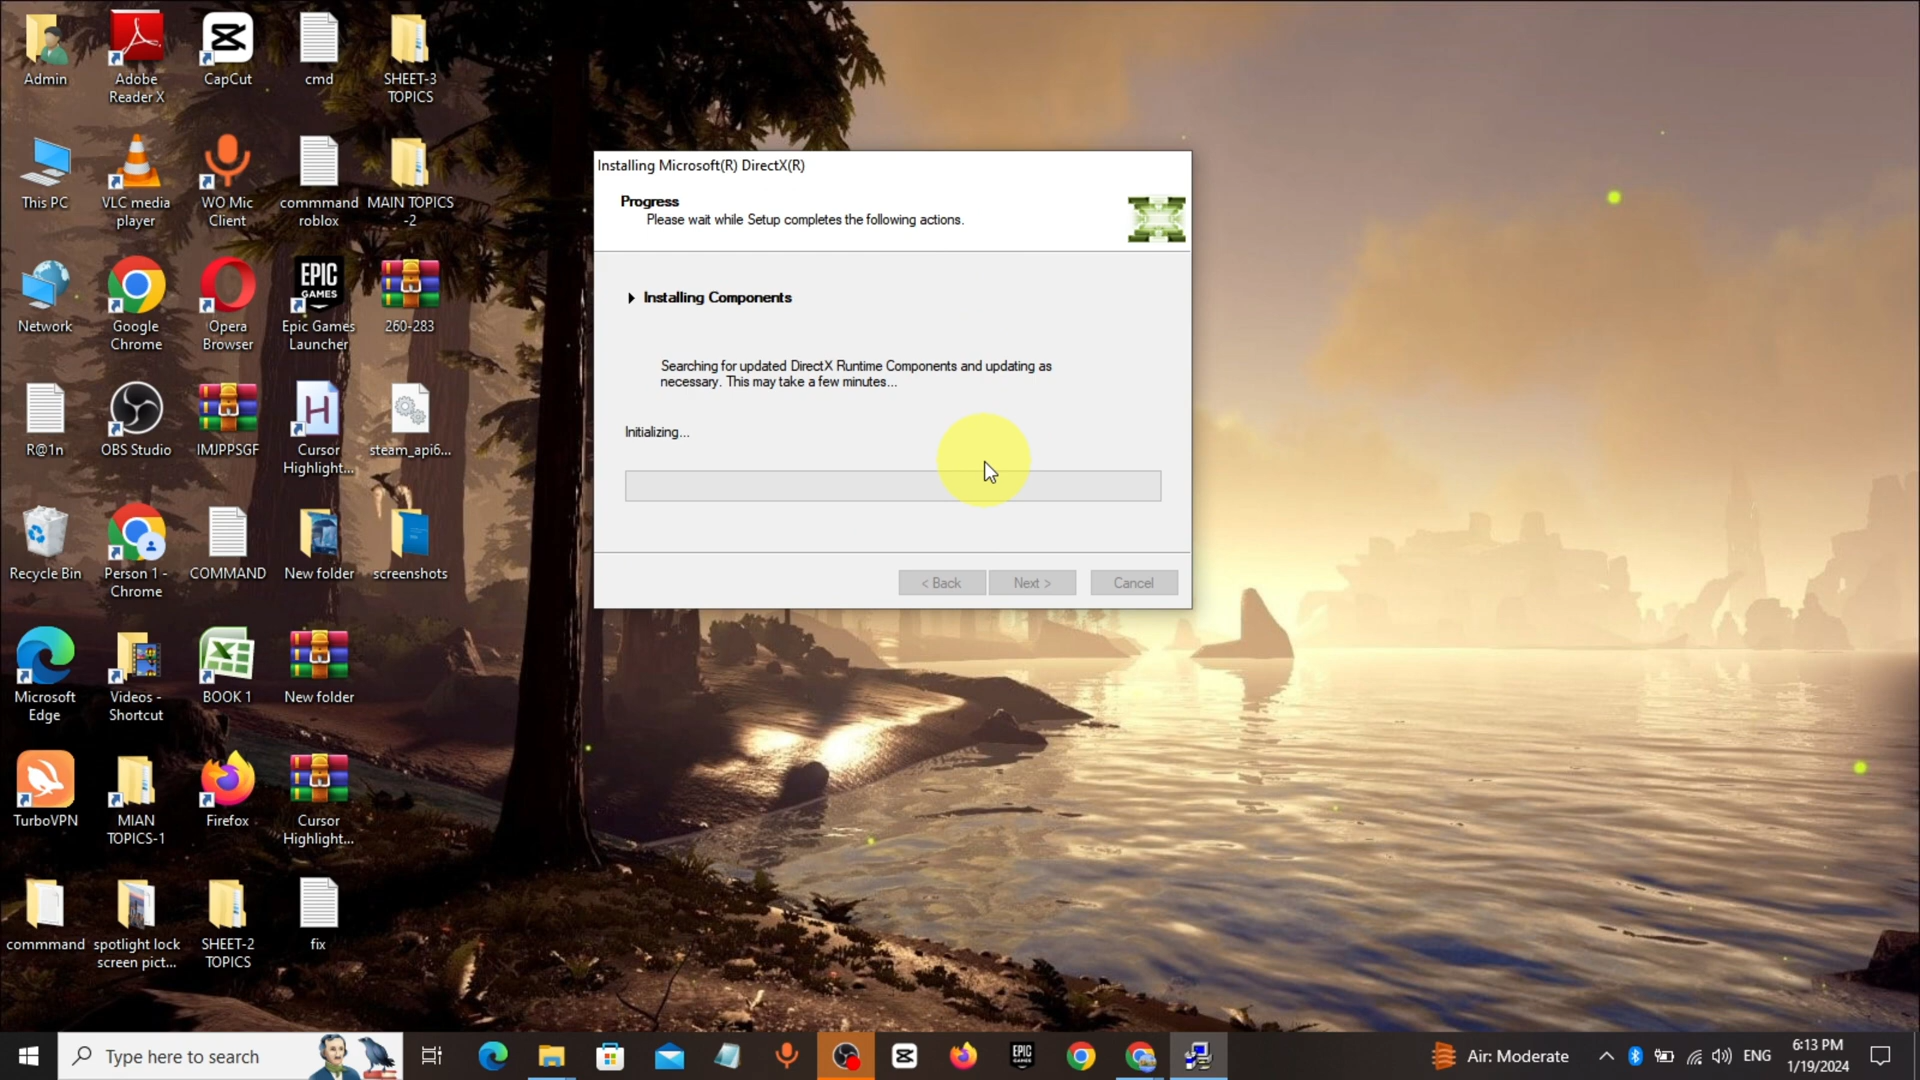 Admin
Adobe
Reader X
CapCut
cmd
SHEET-3
TOPICS
This PC
VLC media
player
WO Mic
Client
commmand
roblox
MAIN TOPICS
-2
Network
Google
Chrome
Opera
Browser
EPIC
GAMES
Epic Games
Launcher
260-283
R@1n
OBS Studio
IMJPPSGF
H
Cursor
Highlight...
steam_api6...
Recycle Bin
Person 1 -
Chrome
COMMAND
New folder
screenshots
Microsoft
Edge
Videos -
Shortcut
BOOK 1
New folder
TurboVPN
MIAN
TOPICS-1
Firefox
Cursor
Highlight...
commmand
spotlight lock
screen pict...
SHEET-2
TOPICS
fix
Installing Microsoft(R) DirectX(R)
Progress
Please wait while Setup completes the following actions.
Installing Components
Searching for updated DirectX Runtime Components and updating as
necessary. This may take a few minutes...
Initializing...
< Back
Next >
Cancel
Type here to search
EPIC
Air: Moderate
ENG
6:13 PM
1/19/2024